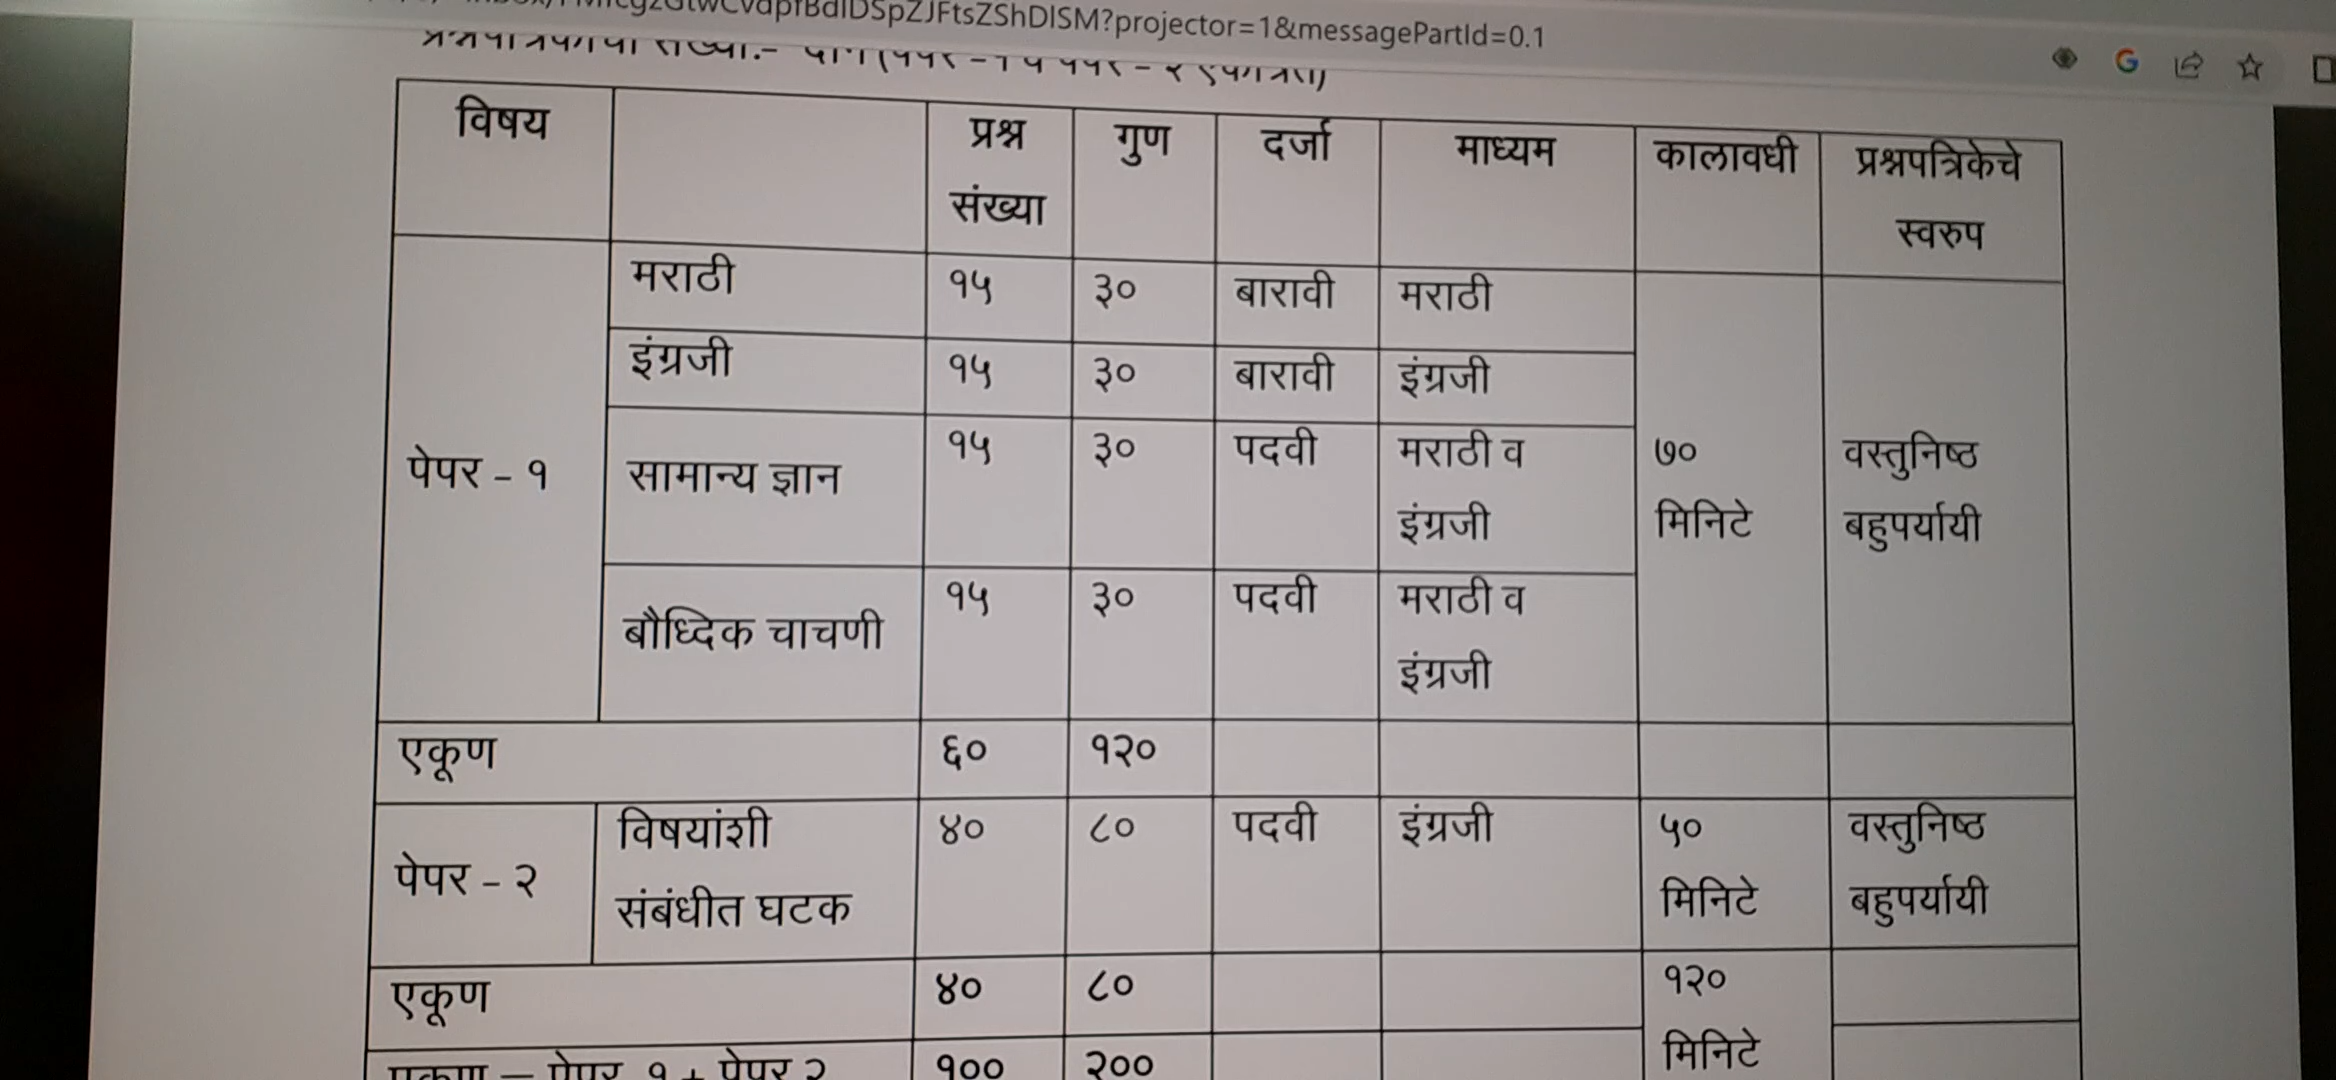 projector=1&messagePartId=0.1
विषय प्रश्न संख्या गुण दर्जा माध्यम कालावधी प्रश्नपत्रिकेचे स्वरुप
पेपर - १ मराठी १५ ३० बारावी मराठी ७० मिनिटे वस्तुनिष्ठ बहुपर्यायी
इंग्रजी १५ ३० बारावी इंग्रजी
सामान्य ज्ञान १५ ३० पदवी मराठी व इंग्रजी
बौध्दिक चाचणी १५ ३० पदवी मराठी व इंग्रजी
एकूण ६० १२०
पेपर - २ विषयांशी संबंधीत घटक ४० ८० पदवी इंग्रजी ५० मिनिटे वस्तुनिष्ठ बहुपर्यायी
एकूण ४० ८० १२० मिनिटे
एकूण – पेपर १ + पेपर २ १०० २००